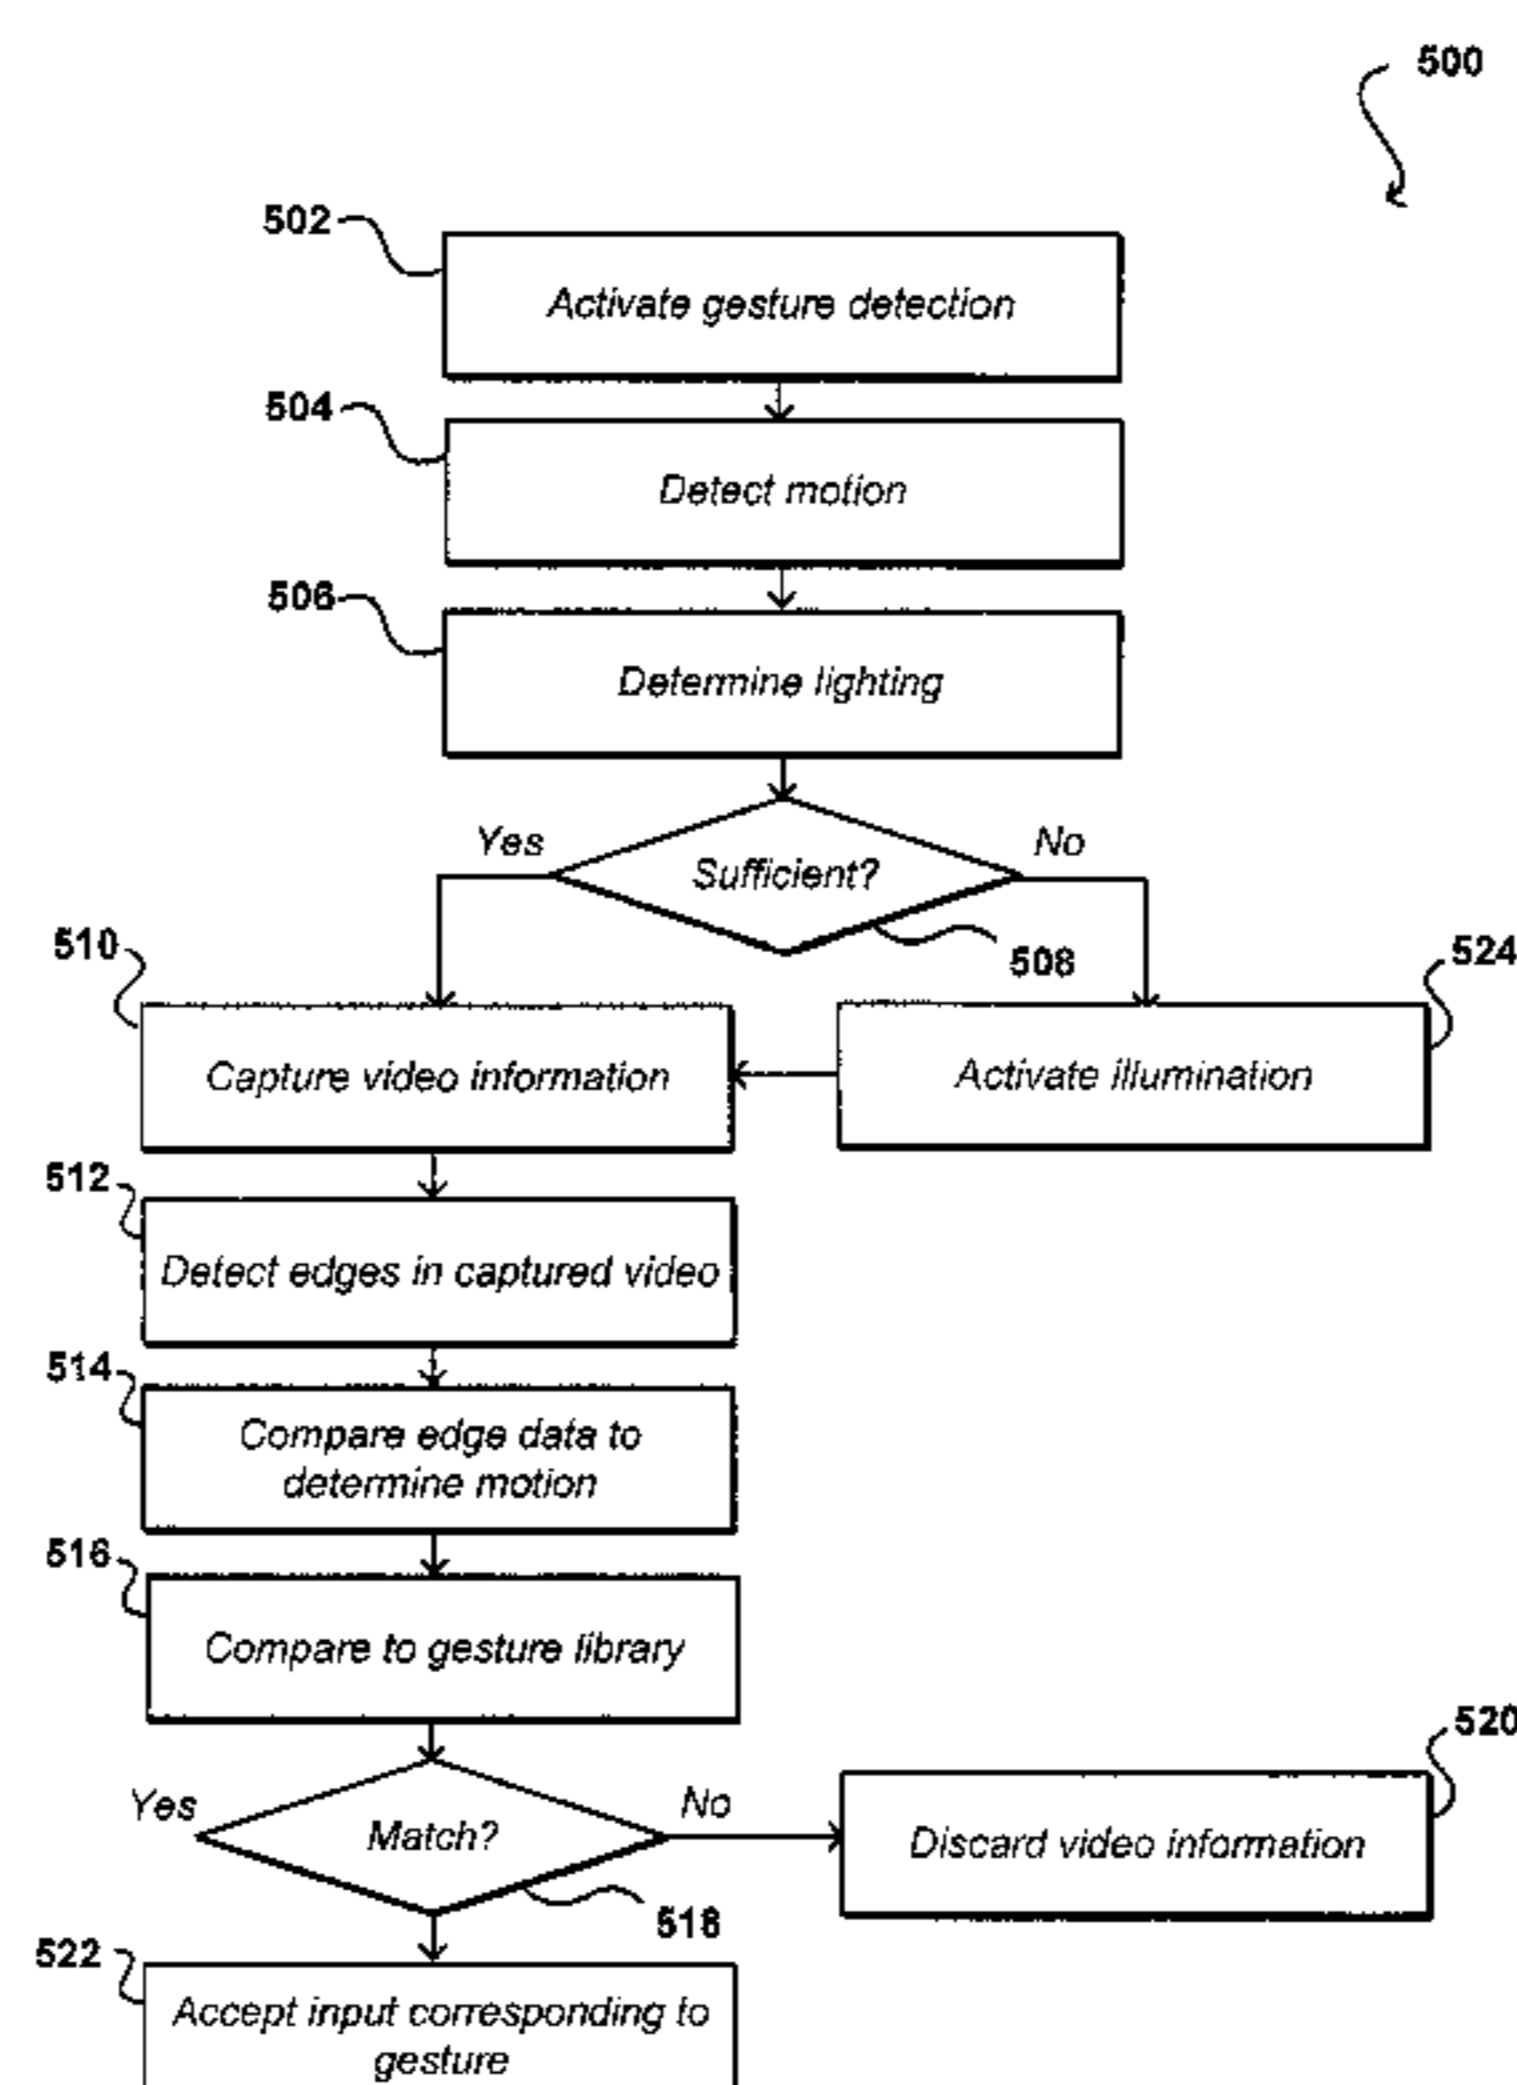 500
502
Activate gesture detection
504
Detect motion
506
Determine lighting
Yes
Sufficient?
No
508
510
Capture video information
524
Activate illumination
512
Detect edges in captured video
514
Compare edge data to
determine motion
516
Compare to gesture library
Yes
Match?
No
518
520
Discard video information
522
Accept input corresponding to
gesture